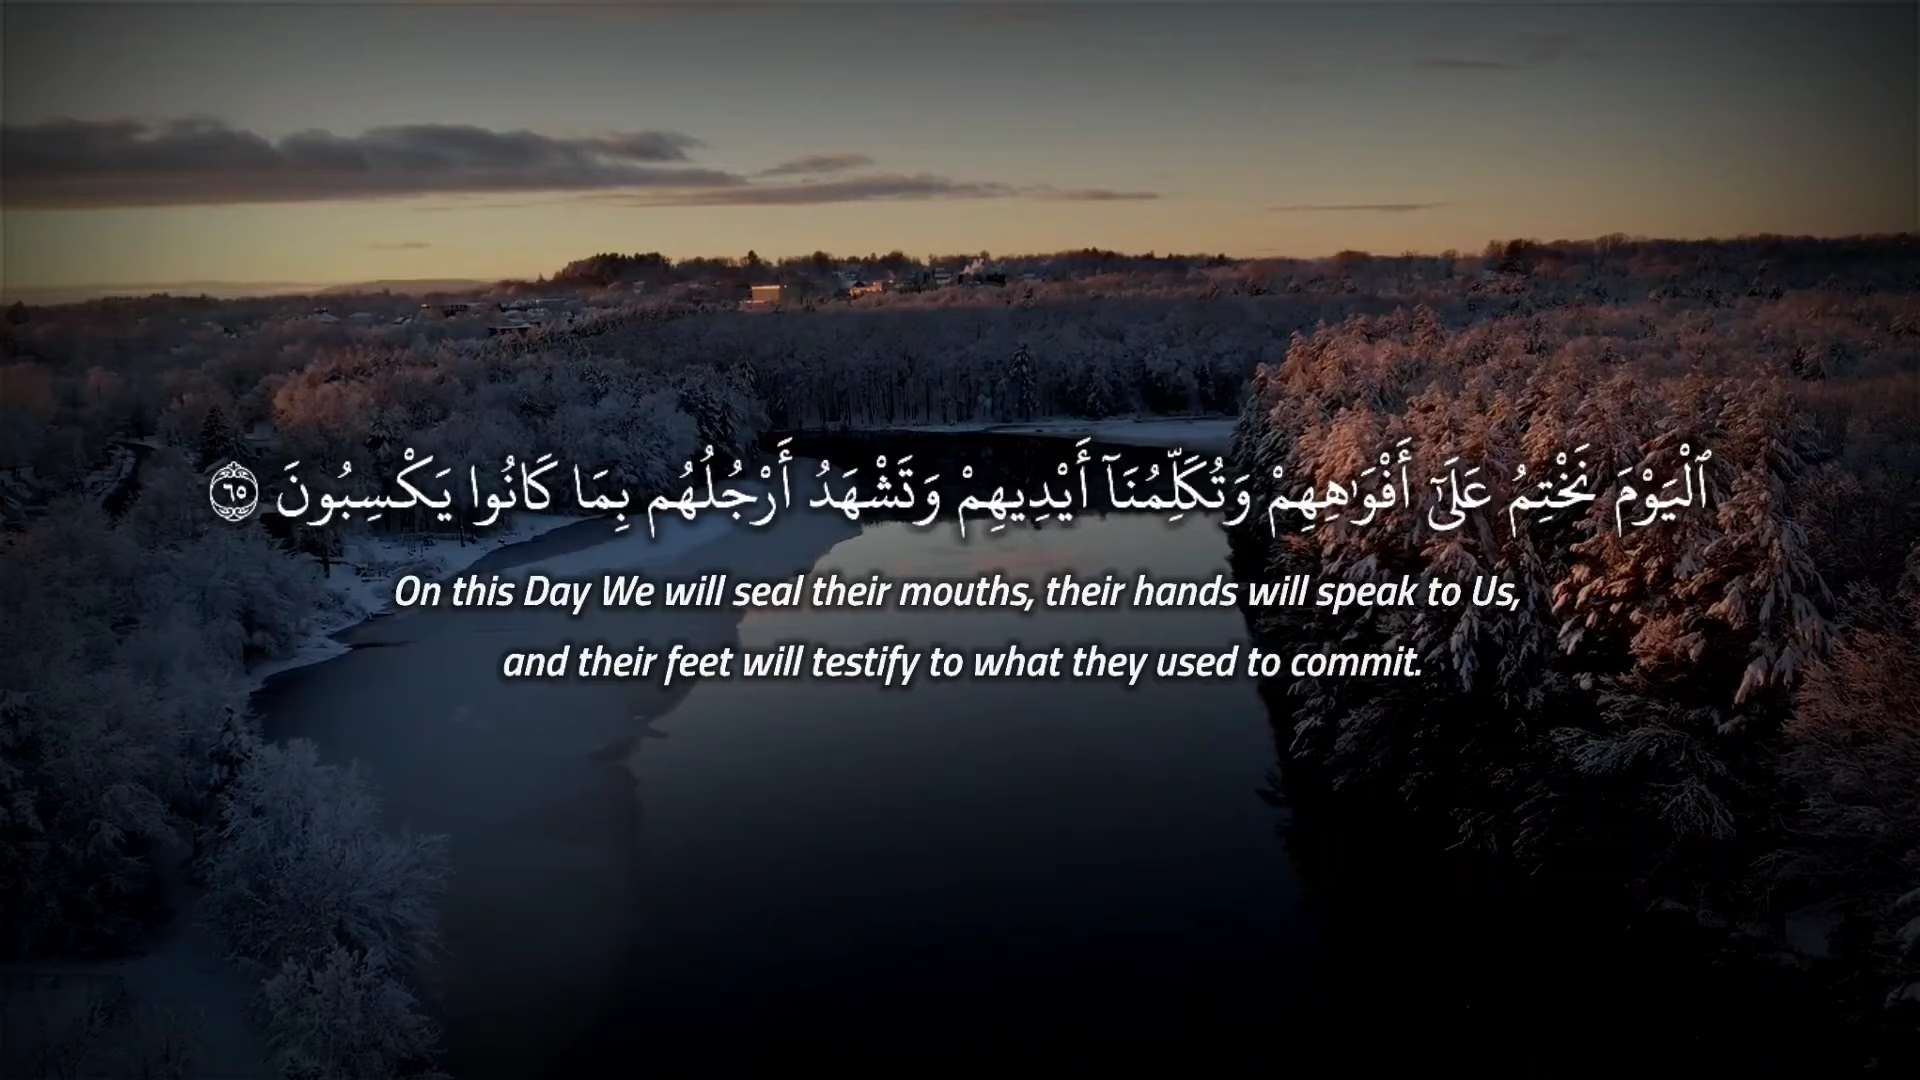 ٱلْيَوْمَ نَخْتِمُ عَلَىٰٓ أَفْوَٰهِهِمْ وَتُكَلِّمُنَآ أَيْدِيهِمْ وَتَشْهَدُ أَرْجُلُهُم بِمَا كَانُوا يَكْسِبُونَ ٦٥
On this Day We will seal their mouths, their hands will speak to Us,
and their feet will testify to what they used to commit.